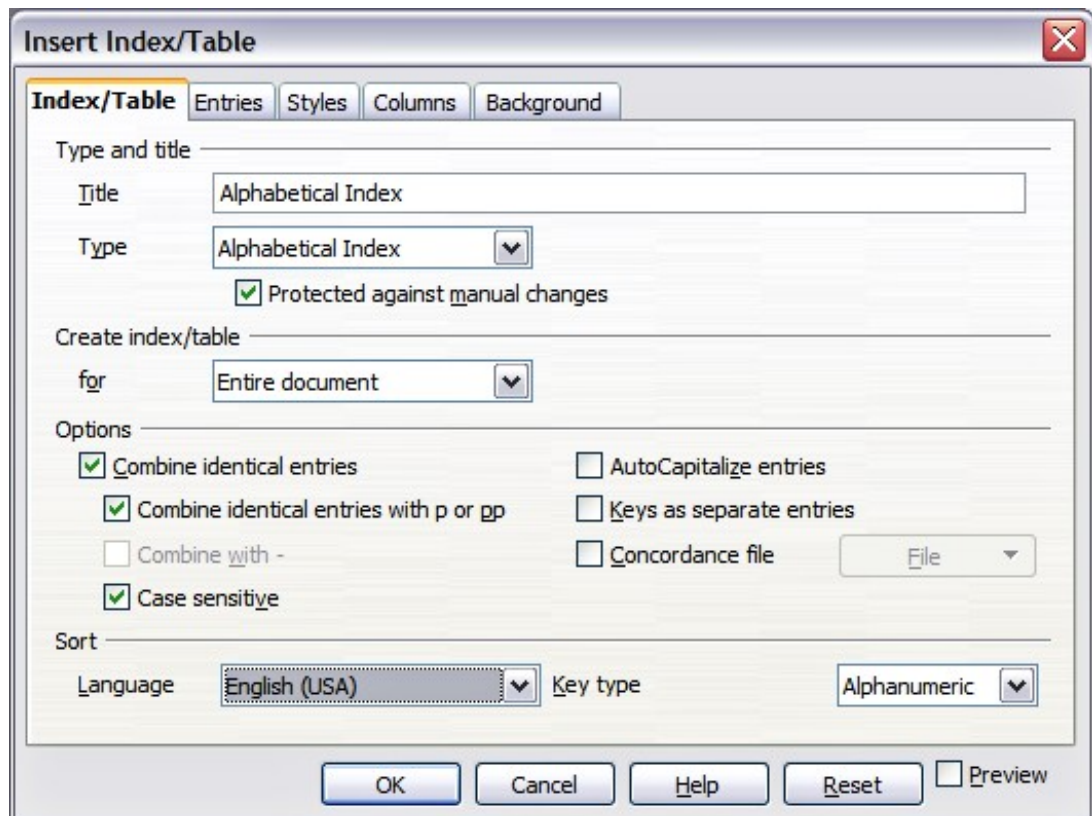 Insert Index/Table
Index/Table Entries Styles Columns Background
Type and title
Title Alphabetical Index
Type Alphabetical Index
Protected against manual changes
Create index/table
for Entire document
Options
Combine identical entries AutoCapitalize entries
Combine identical entries with p or pp Keys as separate entries
Combine with - Concordance file File
Case sensitive
Sort
Language English (USA) Key type Alphanumeric
OK Cancel Help Reset Preview